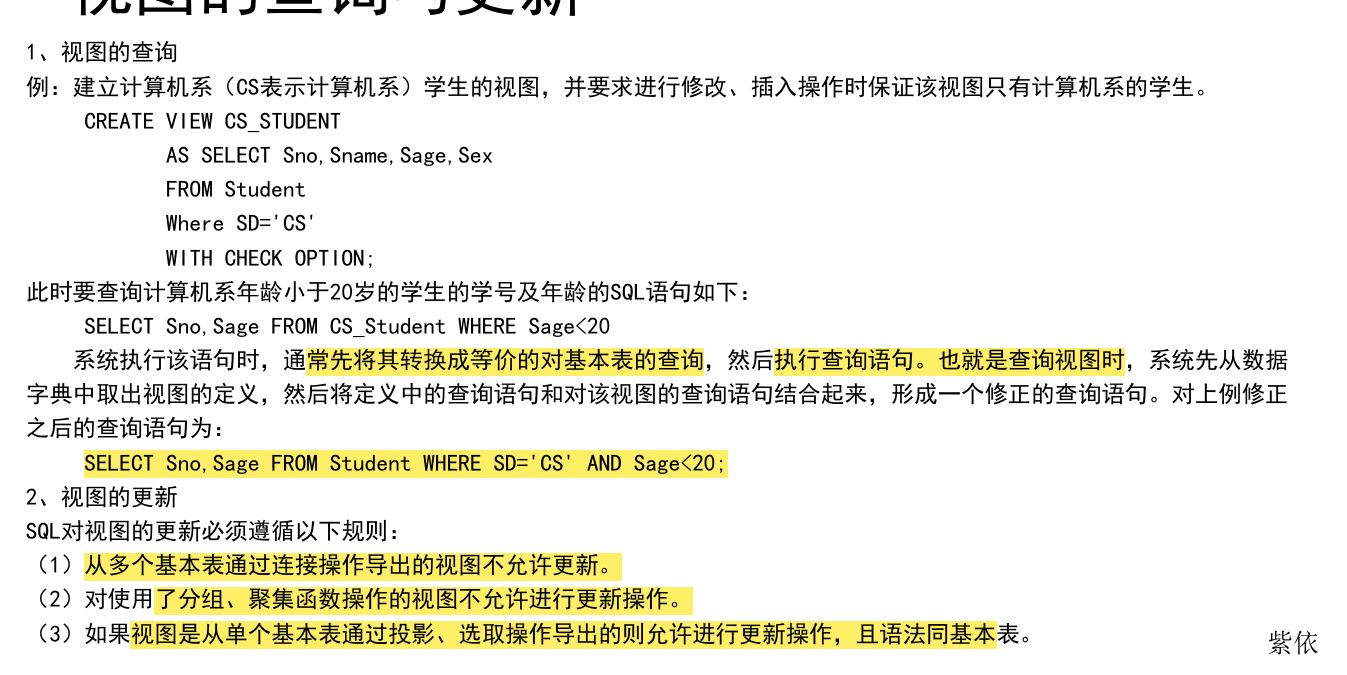 视图的查询与更新
1、视图的查询
例：建立计算机系（CS表示计算机系）学生的视图，并要求进行修改、插入操作时保证该视图只有计算机系的学生。
CREATE VIEW CS_STUDENT
AS SELECT Sno,Sname,Sage,Sex
FROM Student
Where SD='CS'
WITH CHECK OPTION;
此时要查询计算机系年龄小于20岁的学生的学号及年龄的SQL语句如下：
SELECT Sno,Sage FROM CS_Student WHERE Sage<20
系统执行该语句时，通常先将其转换成等价的对基本表的查询，然后执行查询语句。也就是查询视图时，系统先从数据
字典中取出视图的定义，然后将定义中的查询语句和对该视图的查询语句结合起来，形成一个修正的查询语句。对上例修正
之后的查询语句为：
SELECT Sno,Sage FROM Student WHERE SD='CS' AND Sage<20;
2、视图的更新
SQL对视图的更新必须遵循以下规则：
（1）从多个基本表通过连接操作导出的视图不允许更新。
（2）对使用了分组、聚集函数操作的视图不允许进行更新操作。
（3）如果视图是从单个基本表通过投影、选取操作导出的则允许进行更新操作，且语法同基本表。
紫依